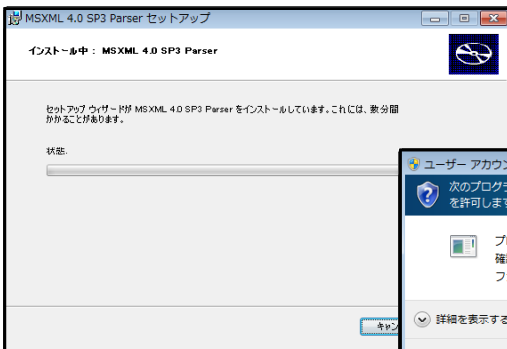 MSXML 4.0 SP3 Parser セットアップ
インストール中 : MSXML 4.0 SP3 Parser
セットアップ ウィザードが MSXML 4.0 SP3 Parser をインストールしています。これには、数分間
かかることがあります。
状態:
ユーザー アカウン
次のプログラ
を許可します
プ
確
フ
キャン
詳細を表示する